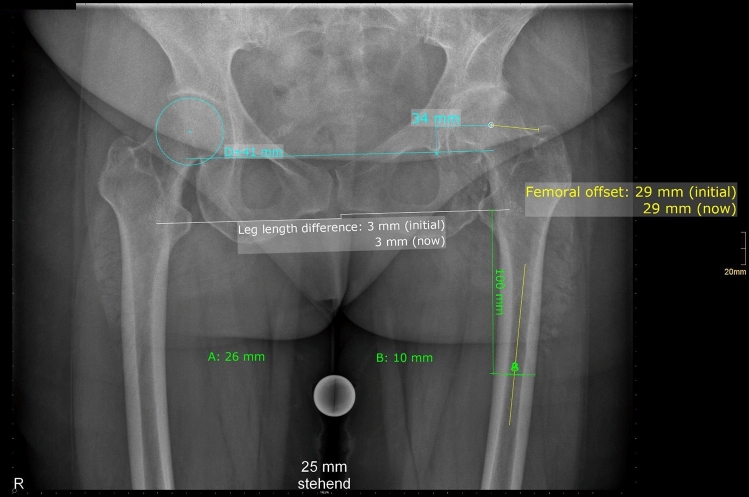 34 mm
D=41 mm
Femoral offset: 29 mm (initial)
29 mm (now)
Leg length difference: 3 mm (initial)
3 mm (now)
100 mm
A: 26 mm
B: 10 mm
20mm
25 mm
stehend
R